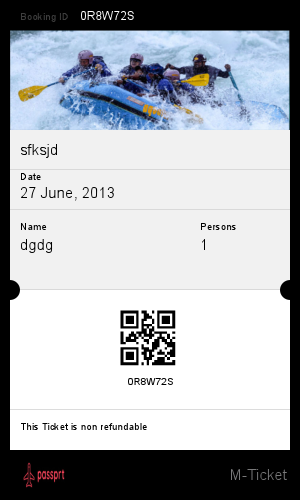 Booking ID 0R8W72S
sfksjd
Date
27 June, 2013
Name Persons
dgdg 1
0R8W72S
This Ticket is non refundable
passprt M-Ticket